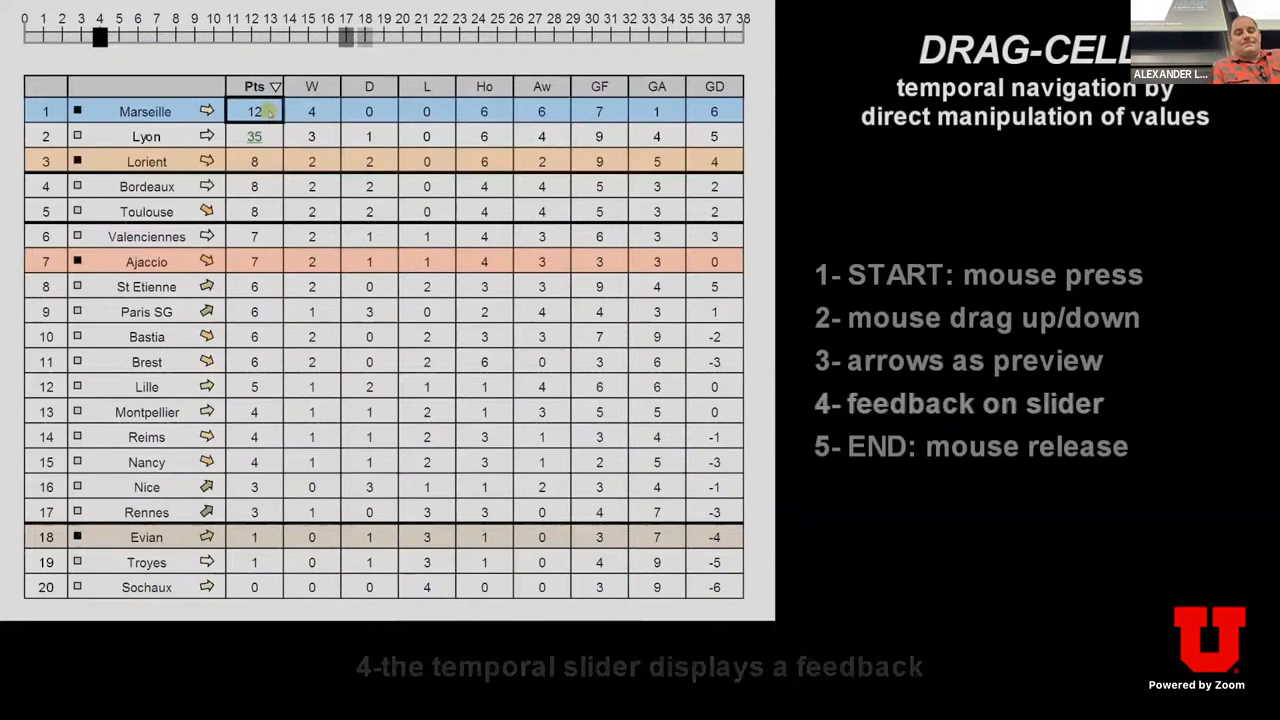 0 1 2 3 4 5 6 7 8 9 10 11 12 13 14 15 16 17 18 19 20 21 22 23 24 25 26 27 28 29 30 31 32 33 34 35 36 37 38
DRAG-CELL
ALEXANDER L...
temporal navigation by
direct manipulation of values
Pts W D L Ho Aw GF GA GD
1 Marseille 12 4 0 0 6 6 7 1 6
2 Lyon 35 3 1 0 6 4 9 4 5
3 Lorient 8 2 2 0 6 2 9 5 4
4 Bordeaux 8 2 2 0 4 4 5 3 2
5 Toulouse 8 2 2 0 4 4 5 3 2
6 Valenciennes 7 2 1 1 4 3 6 3 3
7 Ajaccio 7 2 1 1 4 3 3 3 0
8 St Etienne 6 2 0 2 3 3 9 4 5
9 Paris SG 6 1 3 0 2 4 4 3 1
10 Bastia 6 2 0 2 3 3 7 9 -2
11 Brest 6 2 0 2 6 0 3 6 -3
12 Lille 5 1 2 1 1 4 6 6 0
13 Montpellier 4 1 1 2 1 3 5 5 0
14 Reims 4 1 1 2 3 1 3 4 -1
15 Nancy 4 1 1 2 3 1 2 5 -3
16 Nice 3 0 3 1 1 2 3 4 -1
17 Rennes 3 1 0 3 3 0 4 7 -3
18 Evian 1 0 1 3 1 0 3 7 -4
19 Troyes 1 0 1 3 1 0 4 9 -5
20 Sochaux 0 0 0 4 0 0 3 9 -6
1- START: mouse press
2- mouse drag up/down
3- arrows as preview
4- feedback on slider
5- END: mouse release
4-the temporal slider displays a feedback
U
Powered by Zoom